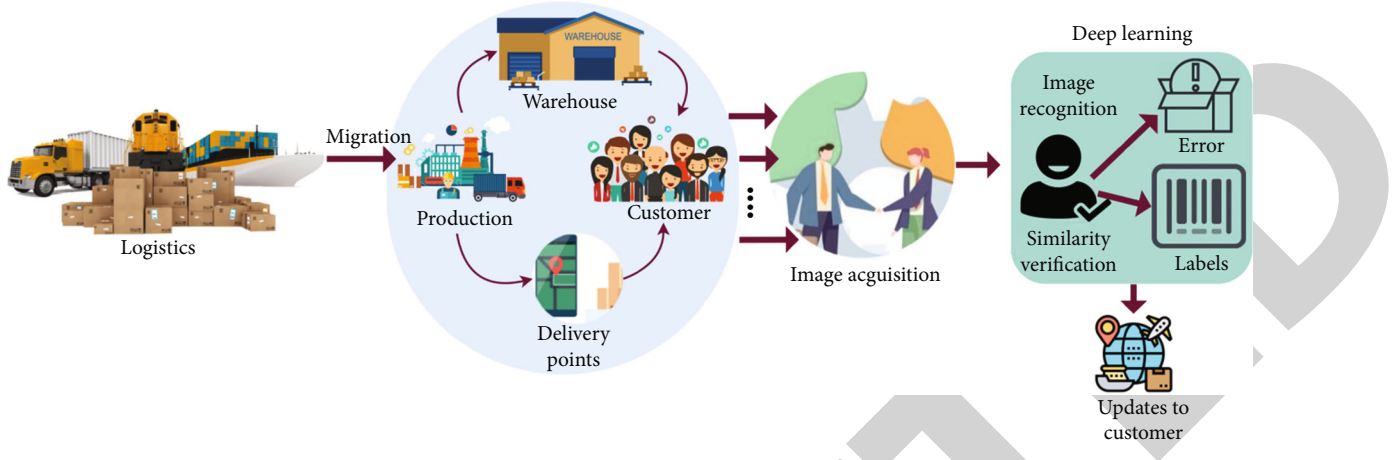 Logistics
Migration
WAREHOUSE
Warehouse
Production
Customer
Delivery
points
Image acguisition
Deep learning
Image
recognition
Error
Similarity
verification
Labels
Updates to
customer